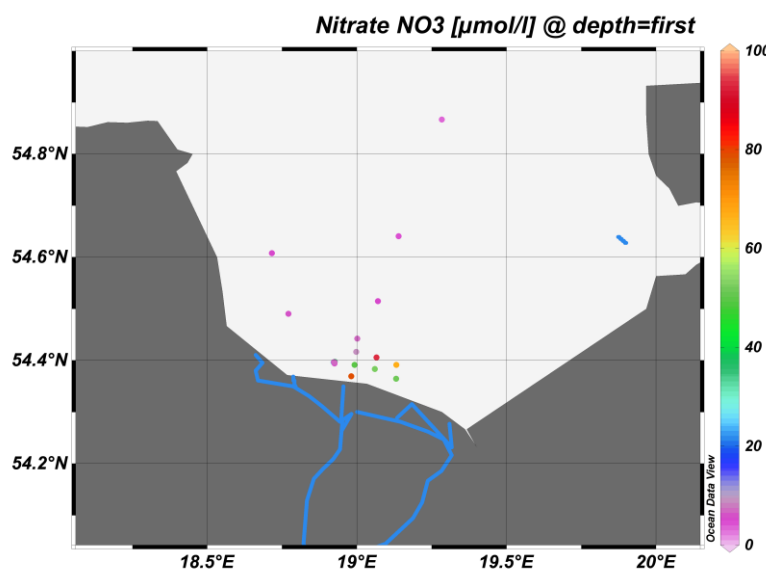 Nitrate NO3 [µmol/l] @ depth=first
100
80
60
40
20
0
54.8°N
54.6°N
54.4°N
54.2°N
18.5°E
19°E
19.5°E
20°E
Ocean Data View